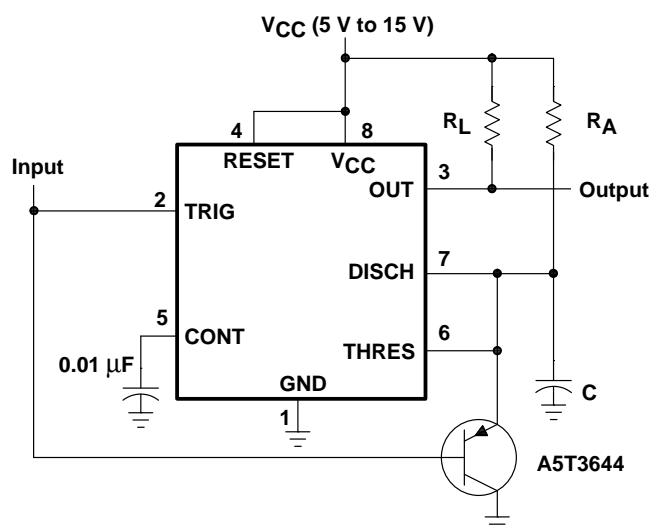 VCC (5 V to 15 V)
4
8
RL
RA
RESET
VCC
Input
3
OUT
Output
2
TRIG
7
DISCH
5
CONT
6
THRES
0.01 μF
GND
1
C
A5T3644